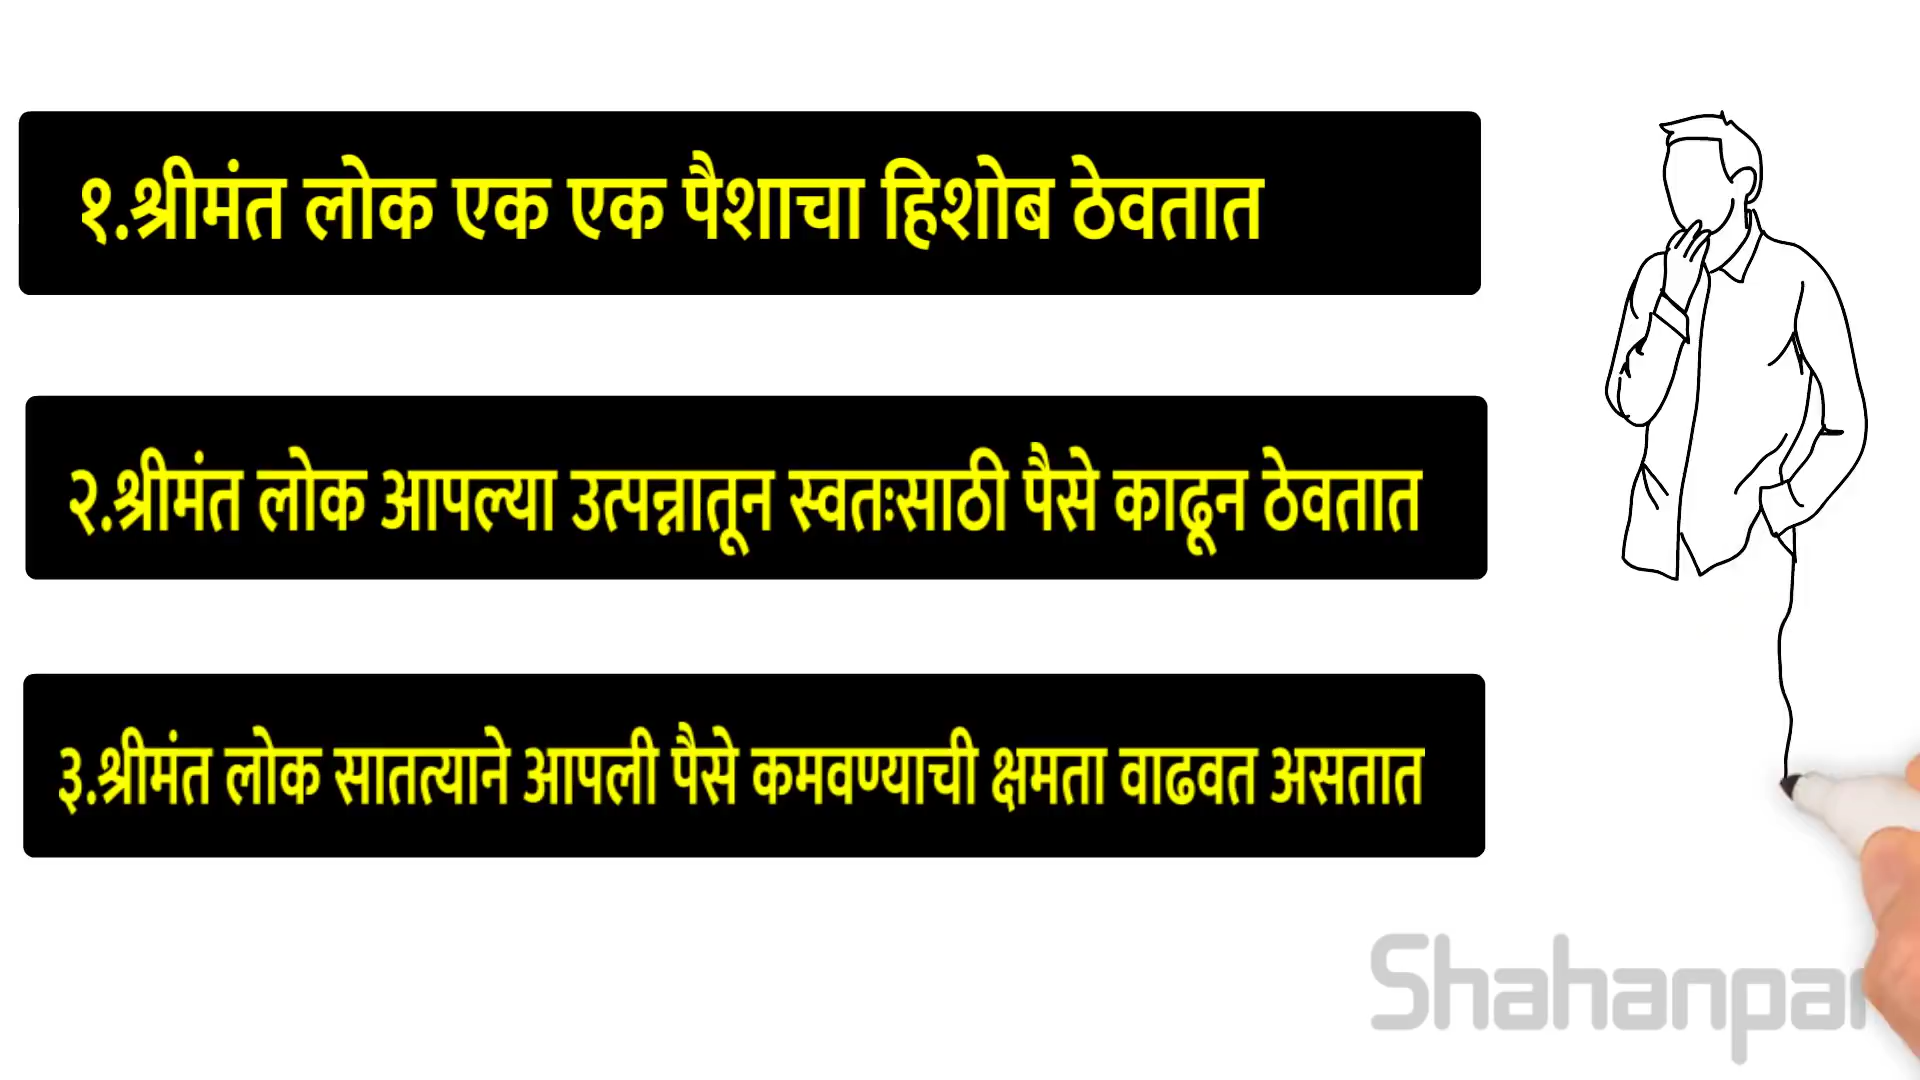 १.श्रीमंत लोक एक एक पैशाचा हिशोब ठेवतात
२.श्रीमंत लोक आपल्या उत्पन्नातून स्वतःसाठी पैसे काढून ठेवतात
३.श्रीमंत लोक सातत्याने आपली पैसे कमवण्याची क्षमता वाढवत असतात